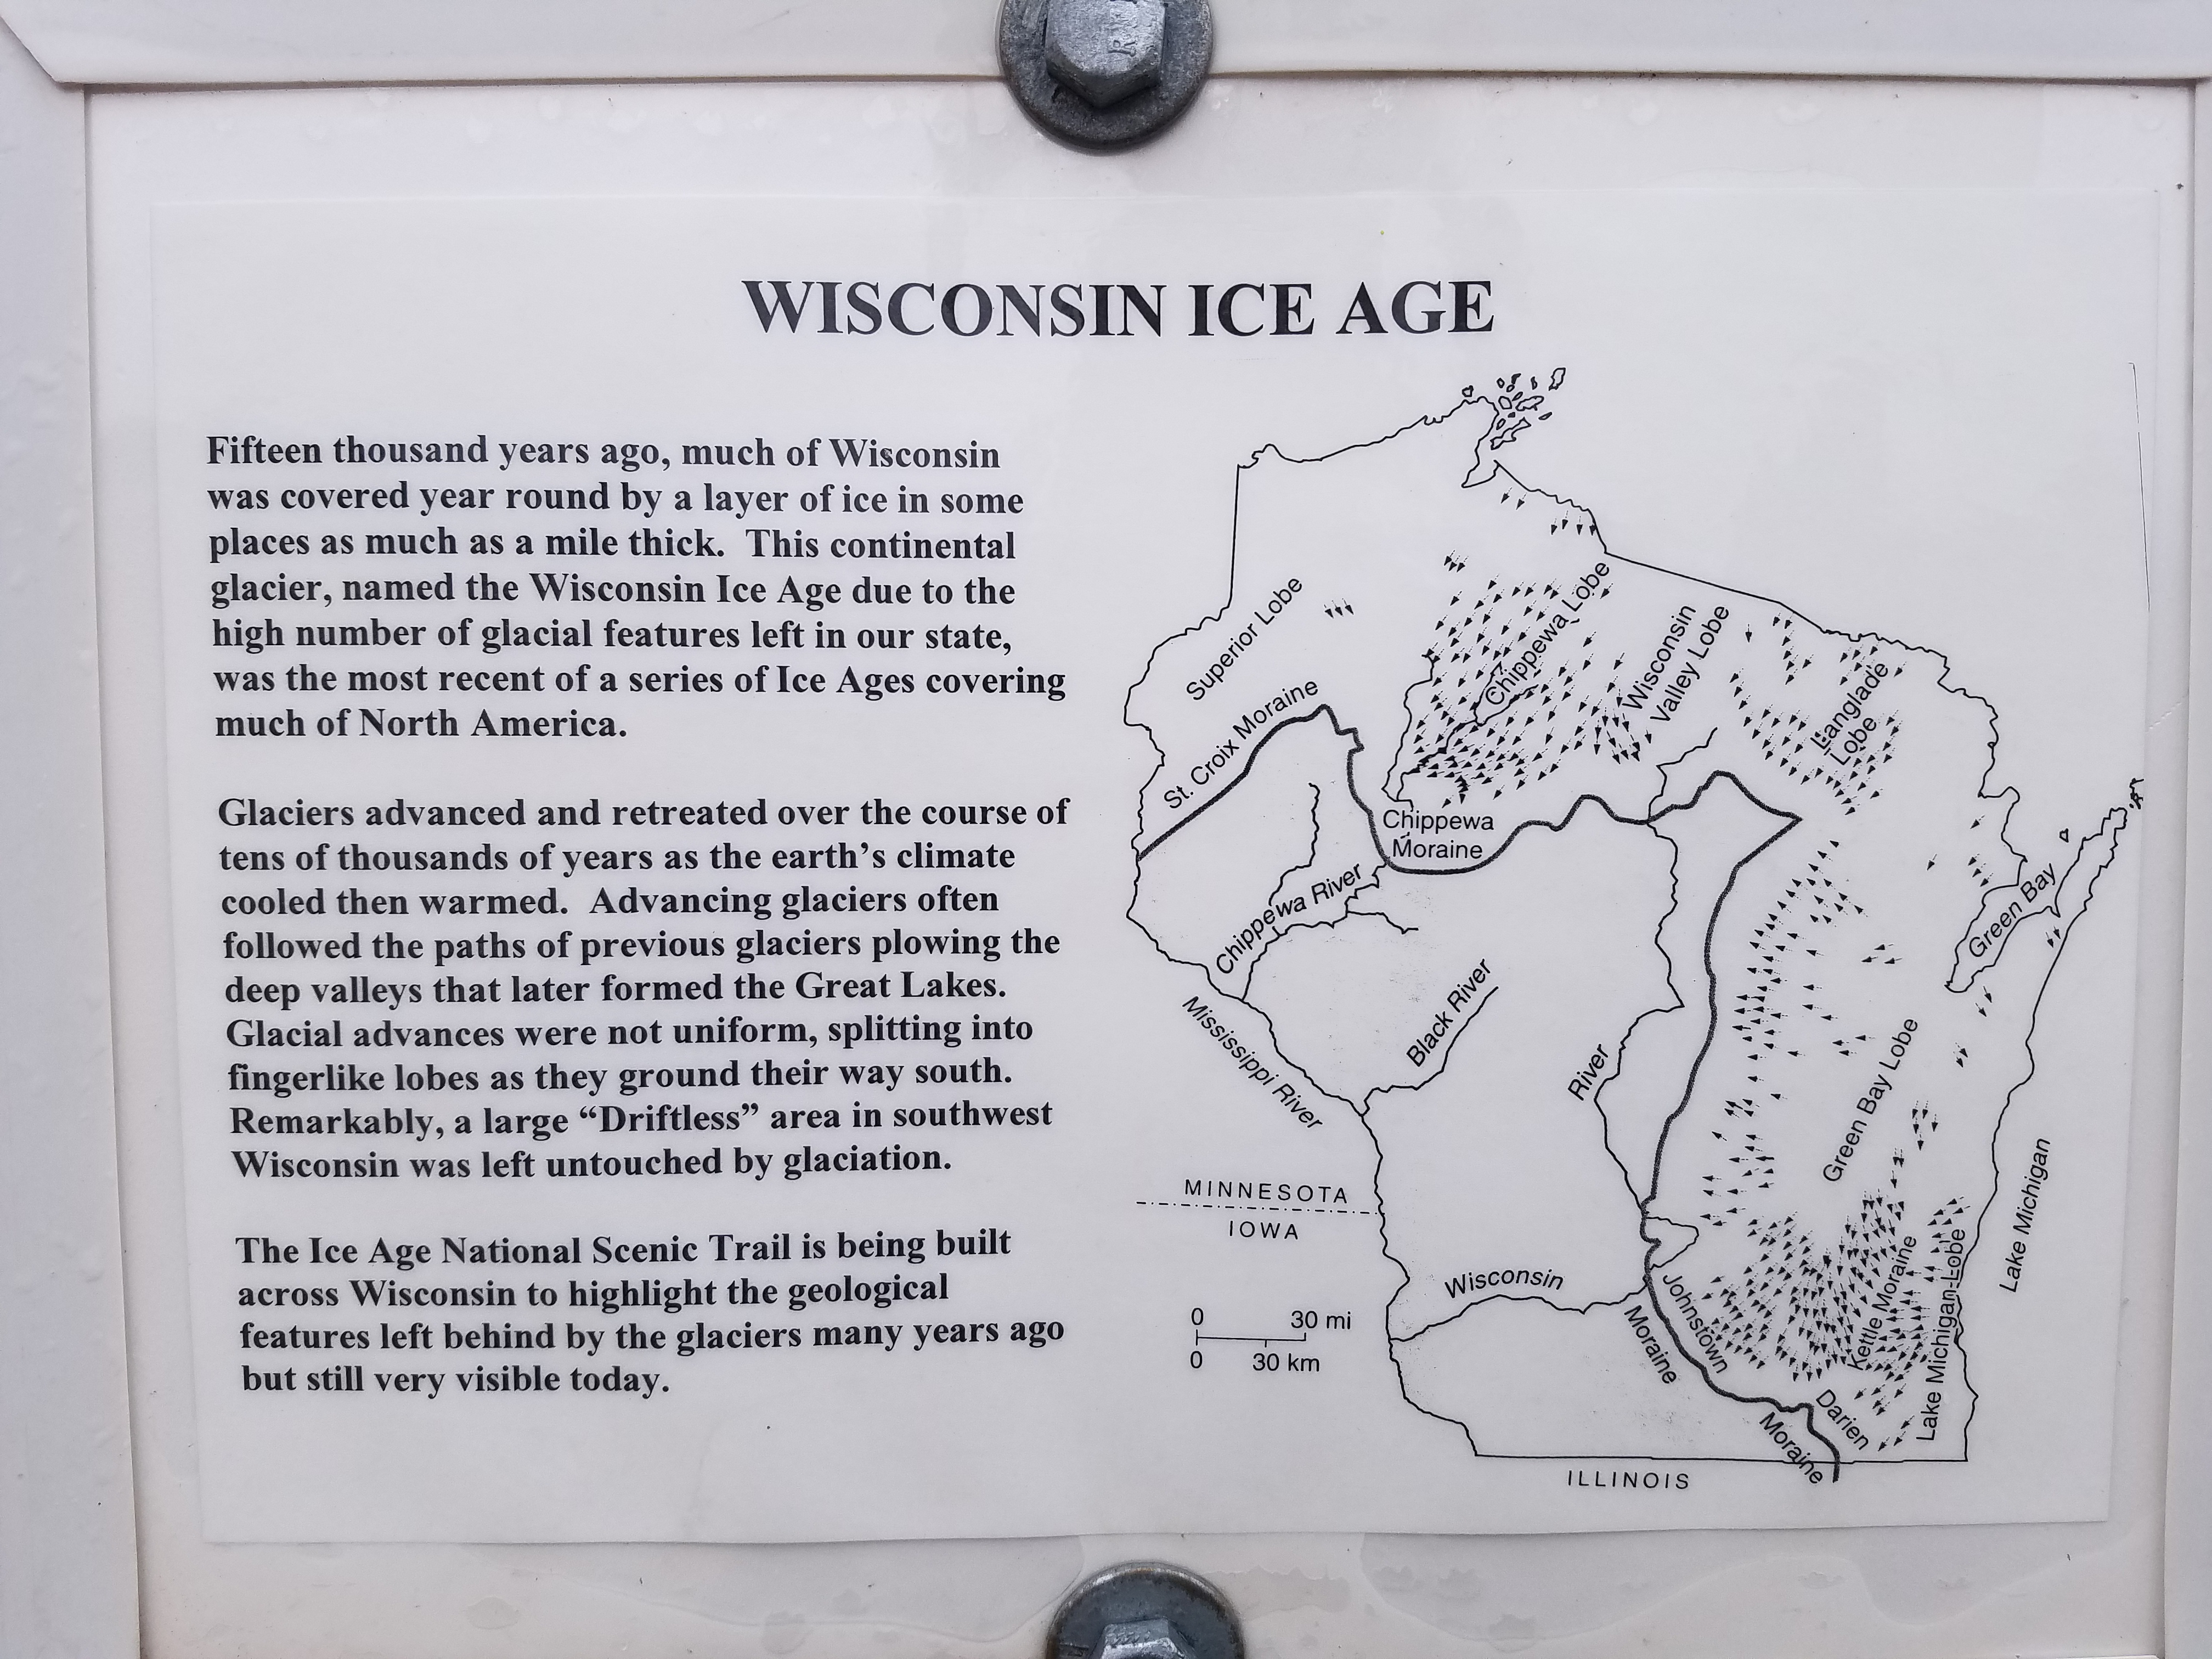 WISCONSIN ICE AGE
Fifteen thousand years ago, much of Wisconsin
was covered year round by a layer of ice in some
places as much as a mile thick.  This continental
glacier, named the Wisconsin Ice Age due to the
high number of glacial features left in our state,
was the most recent of a series of Ice Ages covering
much of North America.
Glaciers advanced and retreated over the course of
tens of thousands of years as the earth's climate
cooled then warmed.  Advancing glaciers often
followed the paths of previous glaciers plowing the
deep valleys that later formed the Great Lakes.
Glacial advances were not uniform, splitting into
fingerlike lobes as they ground their way south.
Remarkably, a large “Driftless” area in southwest
Wisconsin was left untouched by glaciation.
The Ice Age National Scenic Trail is being built
across Wisconsin to highlight the geological
features left behind by the glaciers many years ago
but still very visible today.
Superior Lobe
St. Croix Moraine
Chippewa Lobe
Wisconsin
Valley Lobe
Langlade
Lobe
Chippewa
Moraine
Chippewa River
Green Bay
Black River
Mississippi River
River
Green Bay Lobe
Lake Michigan
MINNESOTA
IOWA
Wisconsin
Johnstown
Moraine
Kettle Moraine
Lake Michigan Lobe
Darien
Moraine
0 30 mi
0 30 km
ILLINOIS
R